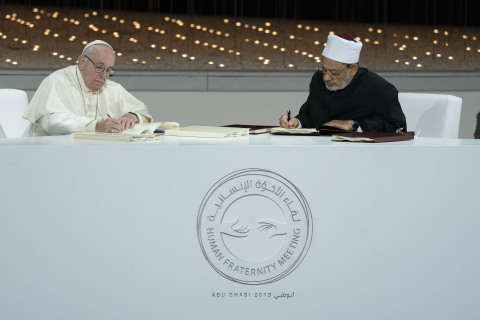 لقاء الأخوة الإنسانية
HUMAN FRATERNITY MEETING
ABU DHABI 2019 أبوظبي